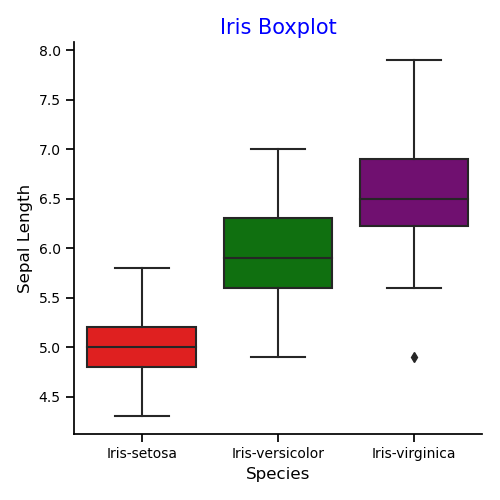 Iris Boxplot
8.0
7.5
7.0
6.5
6.0
5.5
5.0
4.5
Sepal Length
Iris-setosa
Iris-versicolor
Iris-virginica
Species